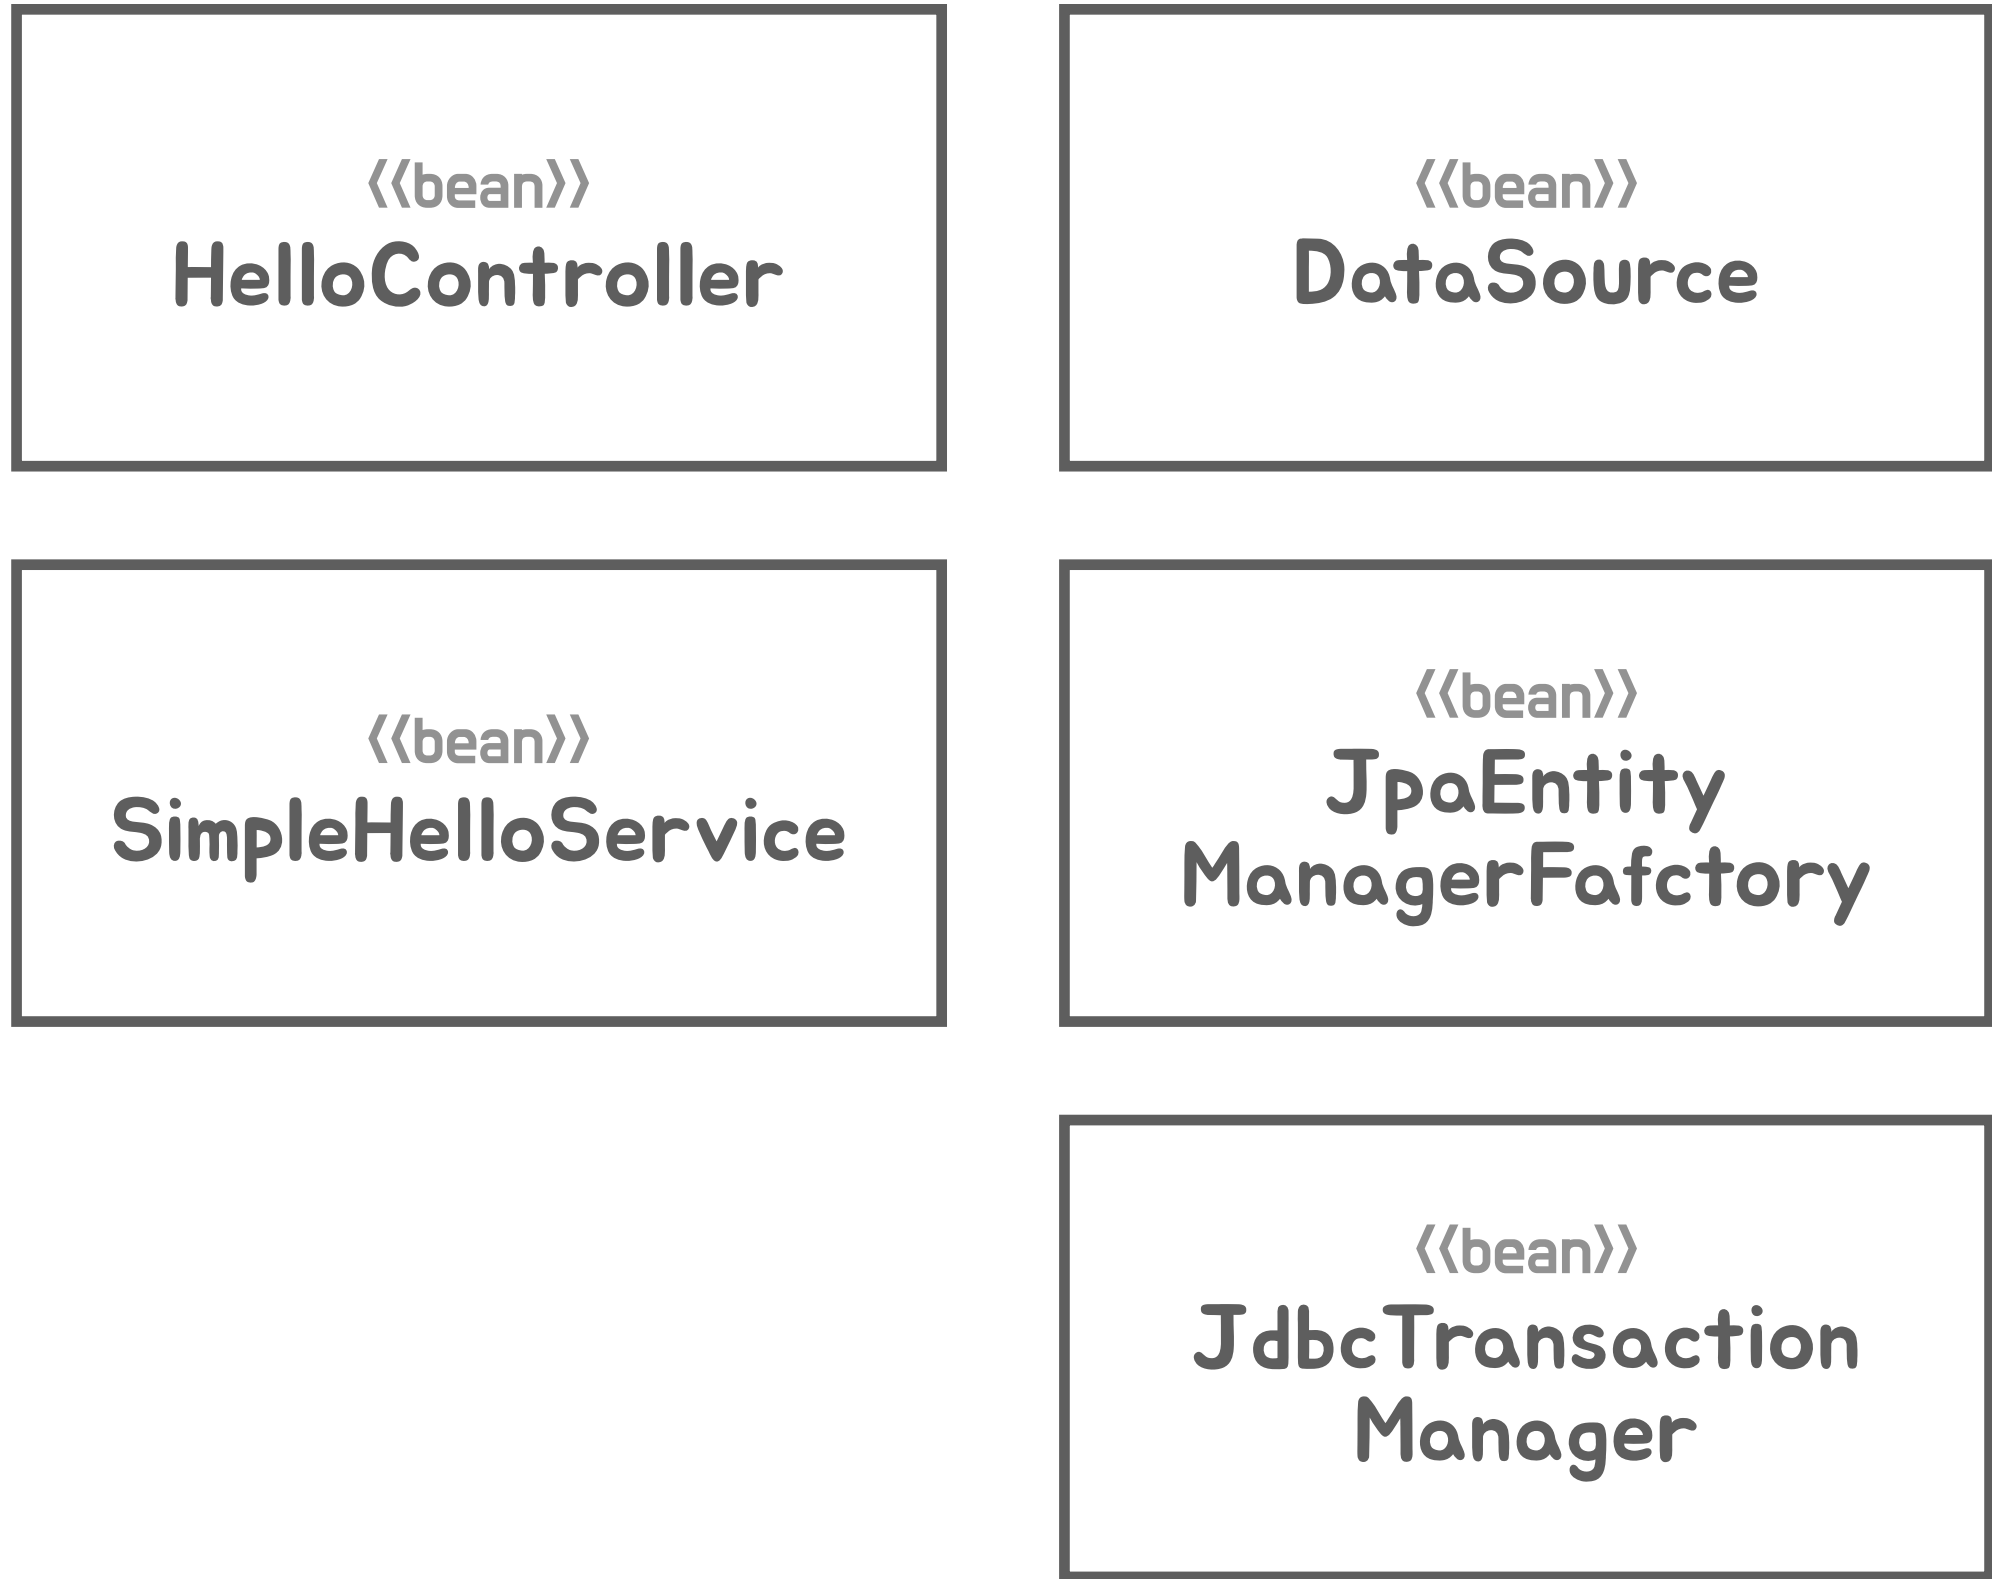 《bean》
HelloController
《bean》
DataSource
《bean》
SimpleHelloService
《bean》
JpaEntity
ManagerFafctory
《bean》
JdbcTransaction
Manager